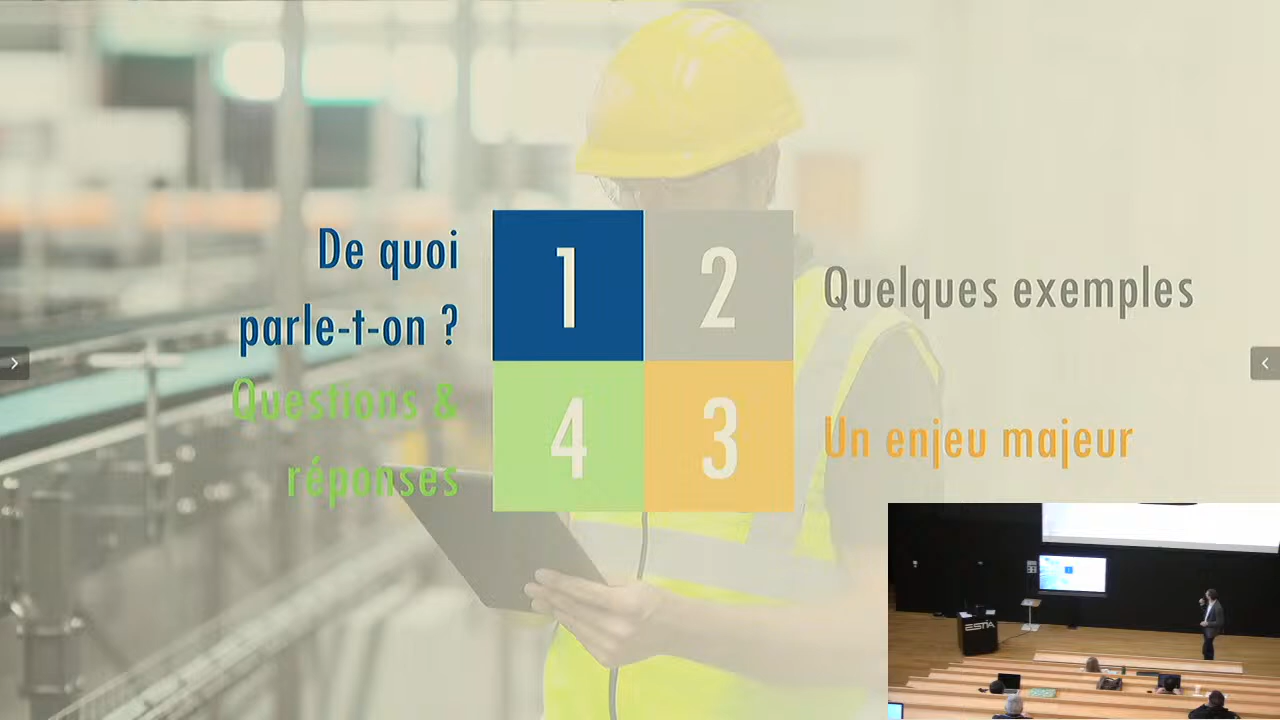 De quoi
parle-t-on ?
1
2
Quelques exemples
Questions &
réponses
4
3
Un enjeu majeur
ESTIA